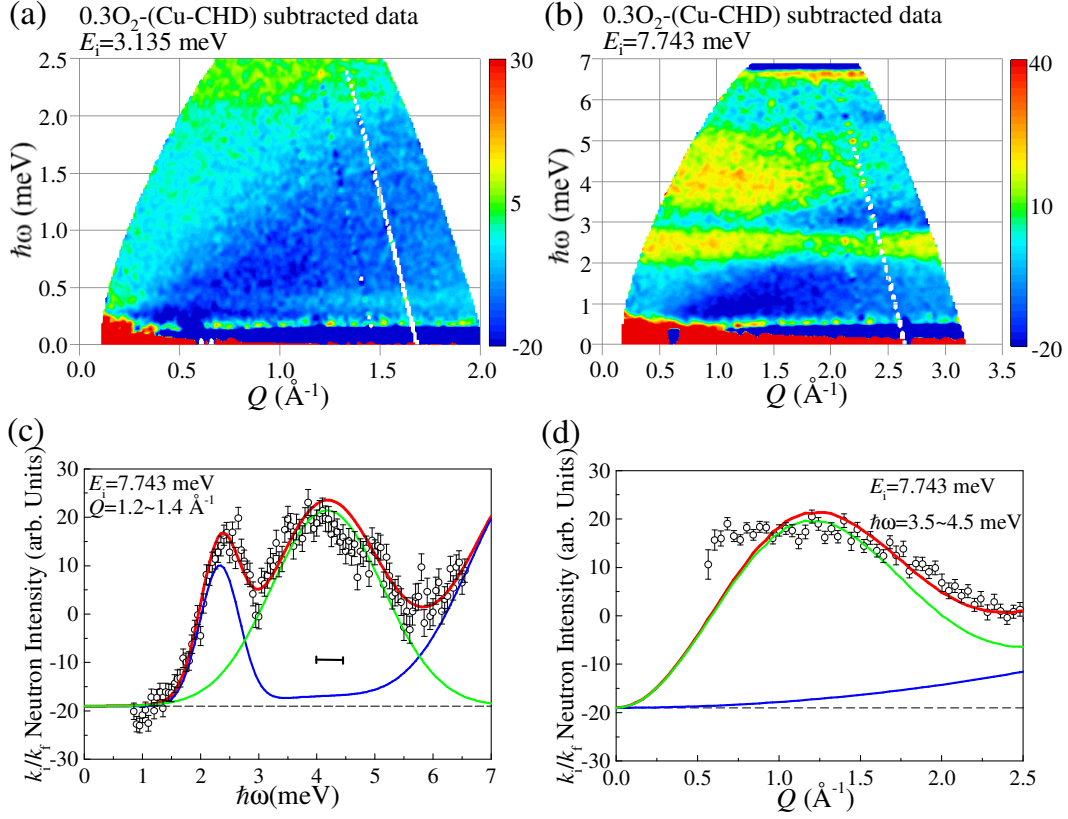 (a)
0.3O₂-(Cu-CHD) subtracted data
Eᵢ=3.135 meV
2.5
2.0
1.5
1.0
0.5
0.0
ħω (meV)
0.0 0.5 1.0 1.5 2.0
Q (Å⁻¹)
30
5
-20
(b)
0.3O₂-(Cu-CHD) subtracted data
Eᵢ=7.743 meV
7
6
5
4
3
2
1
0
ħω (meV)
0.0 0.5 1.0 1.5 2.0 2.5 3.0 3.5
Q (Å⁻¹)
40
10
-20
(c)
kᵢ/k_f Neutron Intensity (arb. Units)
30
20
10
0
-10
-20
-30
Eᵢ=7.743 meV
Q=1.2~1.4 Å⁻¹
0 1 2 3 4 5 6 7
ħω(meV)
(d)
kᵢ/k_f Neutron Intensity (arb. Units)
30
20
10
0
-10
-20
-30
Eᵢ=7.743 meV
ħω=3.5~4.5 meV
0.0 0.5 1.0 1.5 2.0 2.5
Q (Å⁻¹)